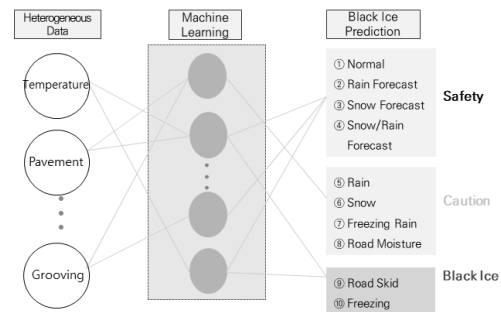 Heterogeneous
Data
Machine
Learning
Black Ice
Prediction
Temperature
Pavement
Grooving
① Normal
② Rain Forecast
③ Snow Forecast
④ Snow/Rain
Forecast
Safety
⑤ Rain
⑥ Snow
⑦ Freezing Rain
⑧ Road Moisture
Caution
⑨ Road Skid
⑩ Freezing
Black Ice